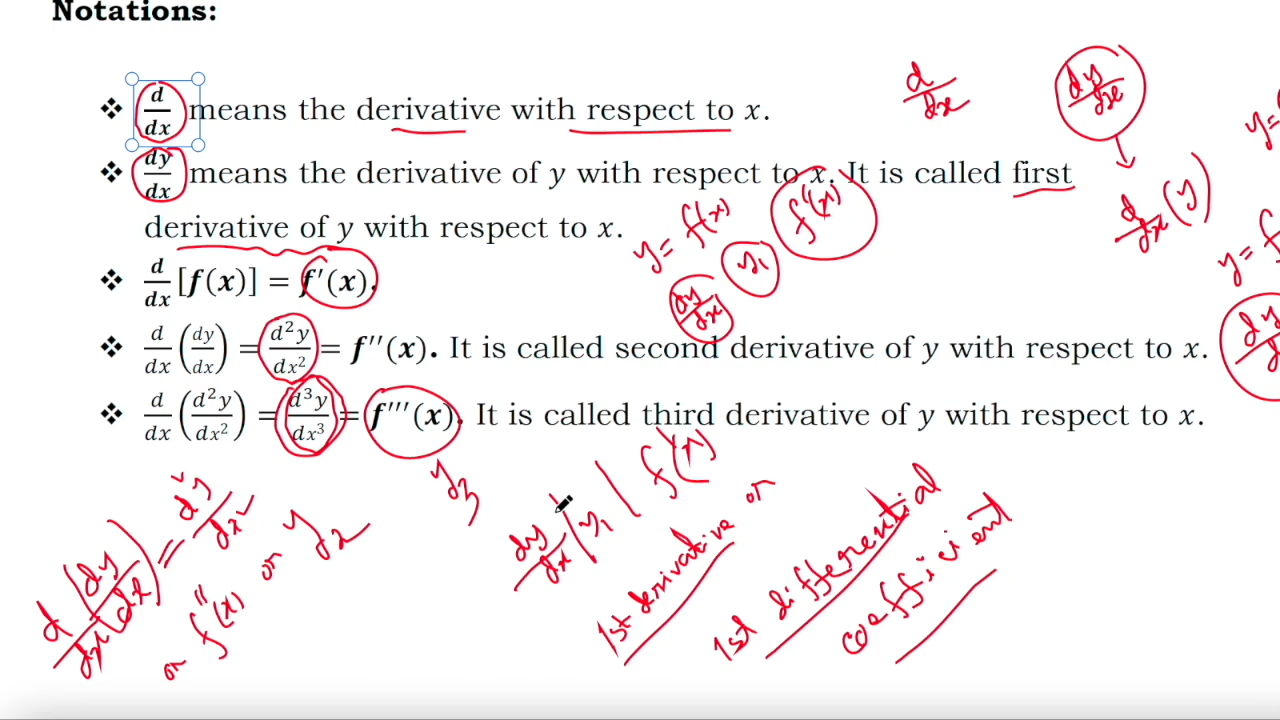 Notations:
❖ d/dx means the derivative with respect to x.
❖ dy/dx means the derivative of y with respect to x. It is called first
derivative of y with respect to x.
❖ d/dx [f(x)] = f′(x).
❖ d/dx (dy/dx) = d²y/dx² = f′′(x). It is called second derivative of y with respect to x.
❖ d/dx (d²y/dx²) = d³y/dx³ = f′′′(x). It is called third derivative of y with respect to x.
d/dx
dy/dx
d/dx (y)
y =
y = f(x)
dy/dx
y₁
f′(x)
y = f
d/dx (dy/dx) = d²y/dx²
or f″(x) or y₂
y₃
dy/dx / y₁ / f′(x)
1st derivative or
1st differential
coefficient